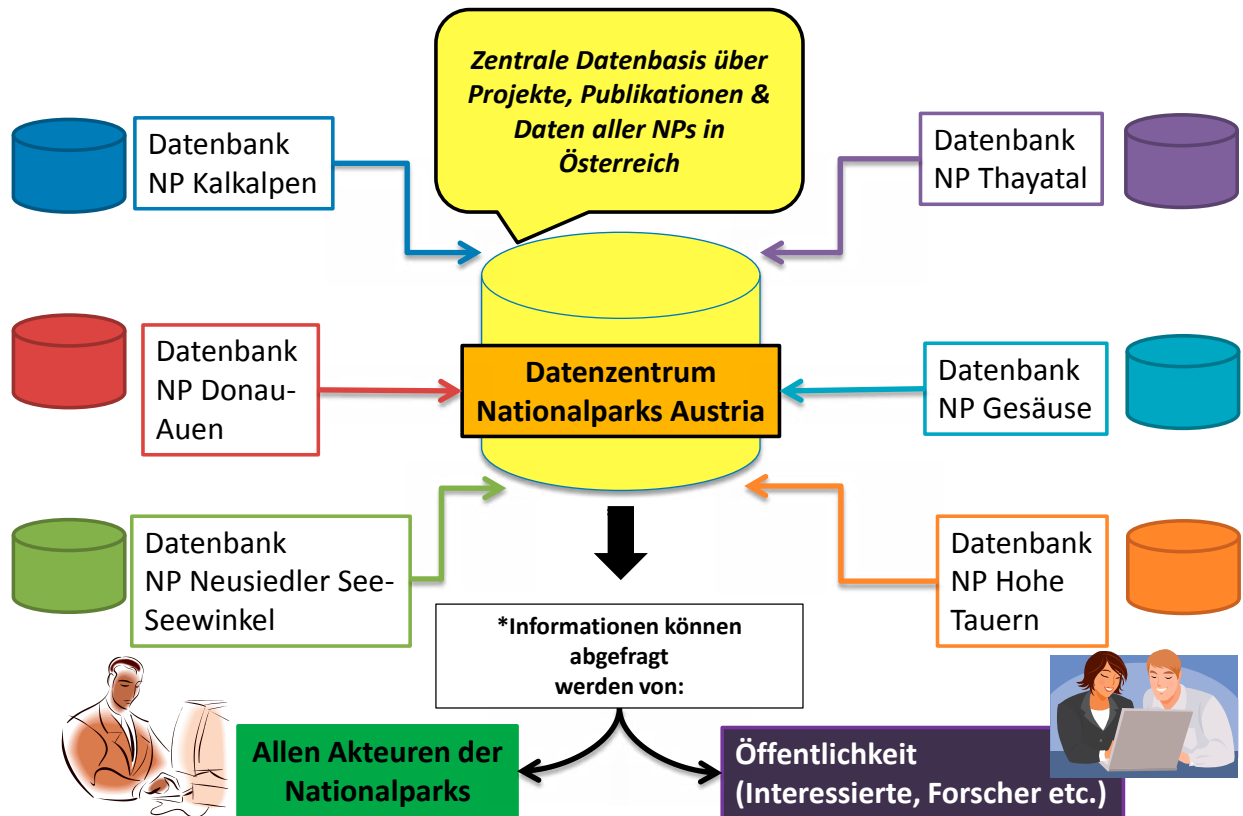 Zentrale Datenbasis über
Projekte, Publikationen &
Daten aller NPs in
Österreich
Datenbank
NP Kalkalpen
Datenbank
NP Thayatal
Datenbank
NP Donau-
Auen
Datenzentrum
Nationalparks Austria
Datenbank
NP Gesäuse
Datenbank
NP Neusiedler See-
Seewinkel
Datenbank
NP Hohe
Tauern
*Informationen können
abgefragt
werden von:
Allen Akteuren der
Nationalparks
Öffentlichkeit
(Interessierte, Forscher etc.)